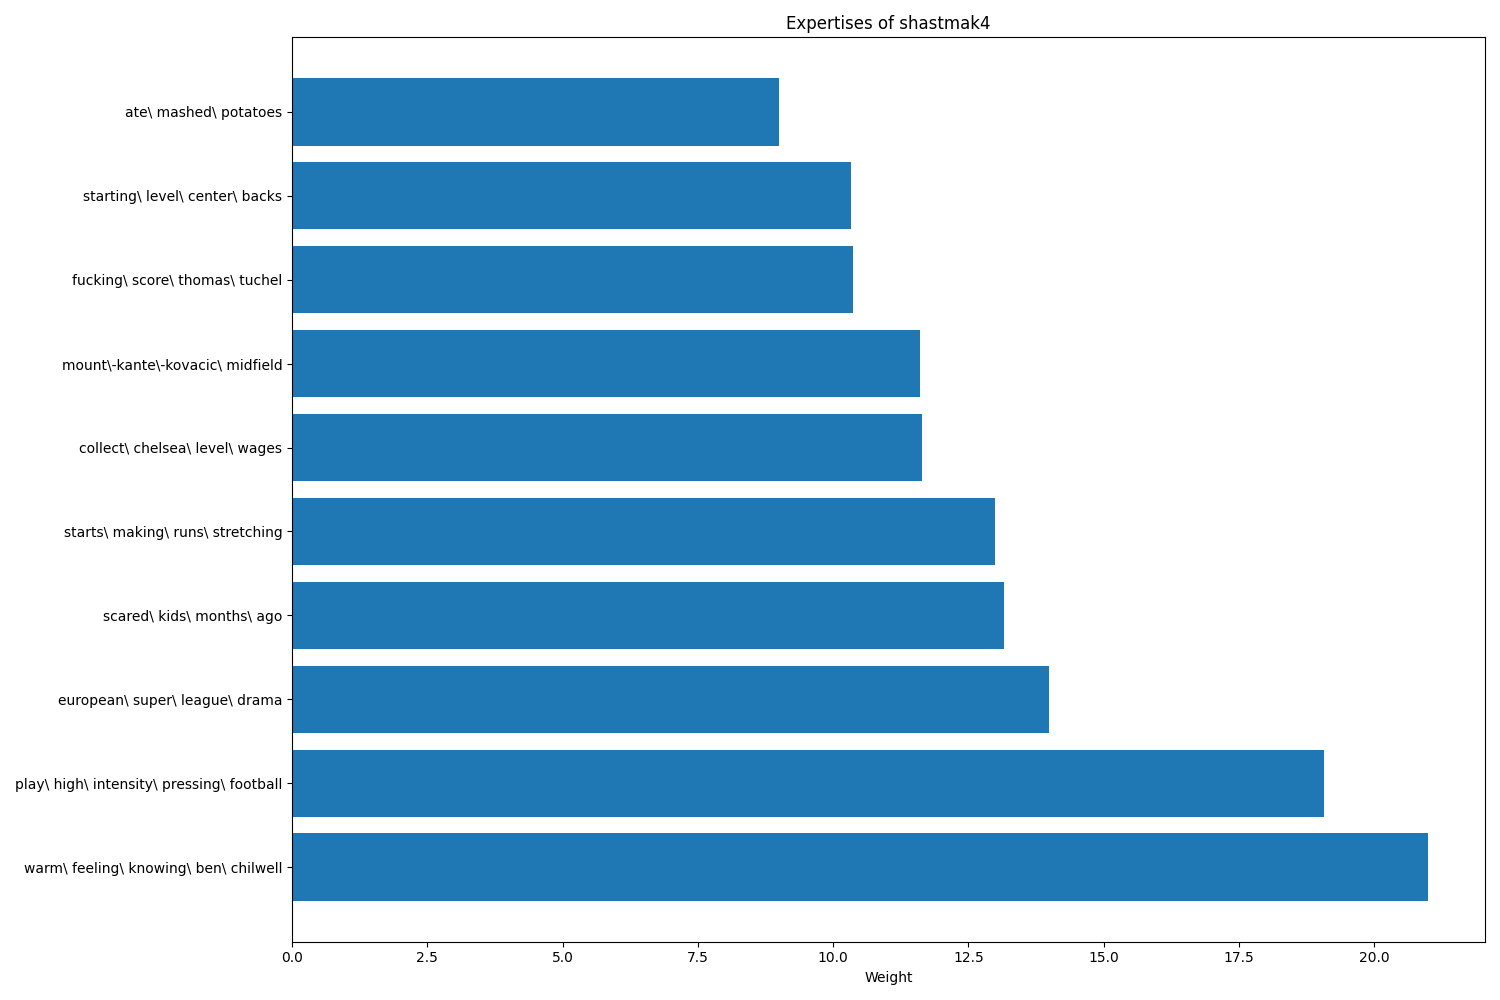 Expertises of shastmak4
ate\ mashed\ potatoes
starting\ level\ center\ backs
fucking\ score\ thomas\ tuchel
mount\-kante\-kovacic\ midfield
collect\ chelsea\ level\ wages
starts\ making\ runs\ stretching
scared\ kids\ months\ ago
european\ super\ league\ drama
play\ high\ intensity\ pressing\ football
warm\ feeling\ knowing\ ben\ chilwell
0.0 2.5 5.0 7.5 10.0 12.5 15.0 17.5 20.0
Weight